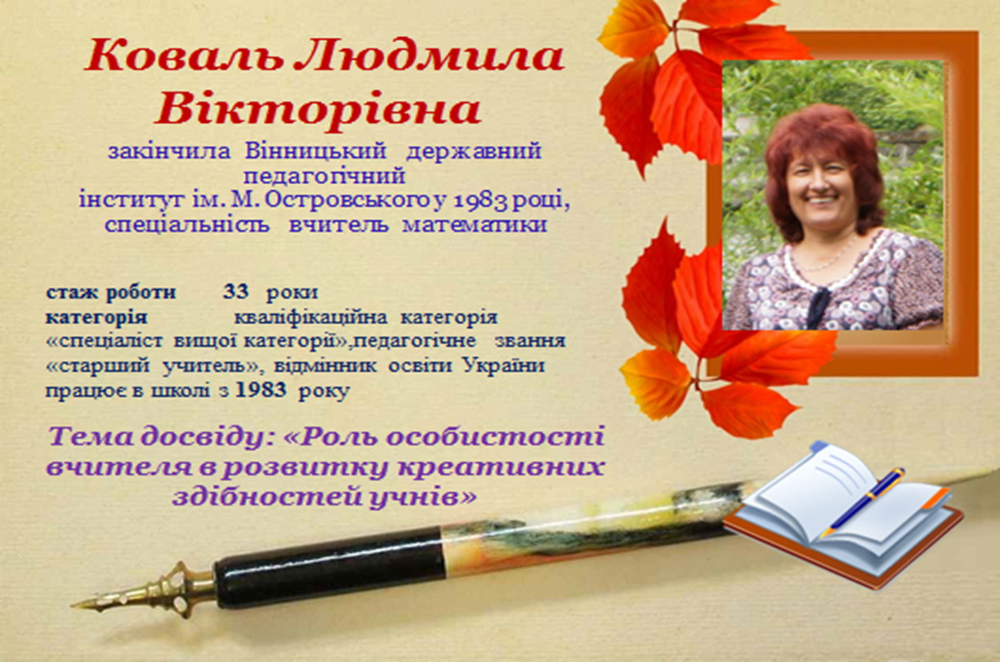 Коваль Людмила
Вікторівна
закінчила Вінницький державний
педагогічний
інститут ім. М. Островського у 1983 році,
спеціальність вчитель математики
стаж роботи 33 роки
категорія кваліфікаційна категорія
«спеціаліст вищої категорії»,педагогічне звання
«старший учитель», відмінник освіти України
працює в школі з 1983 року
Тема досвіду: «Роль особистості
вчителя в розвитку креативних
здібностей учнів»